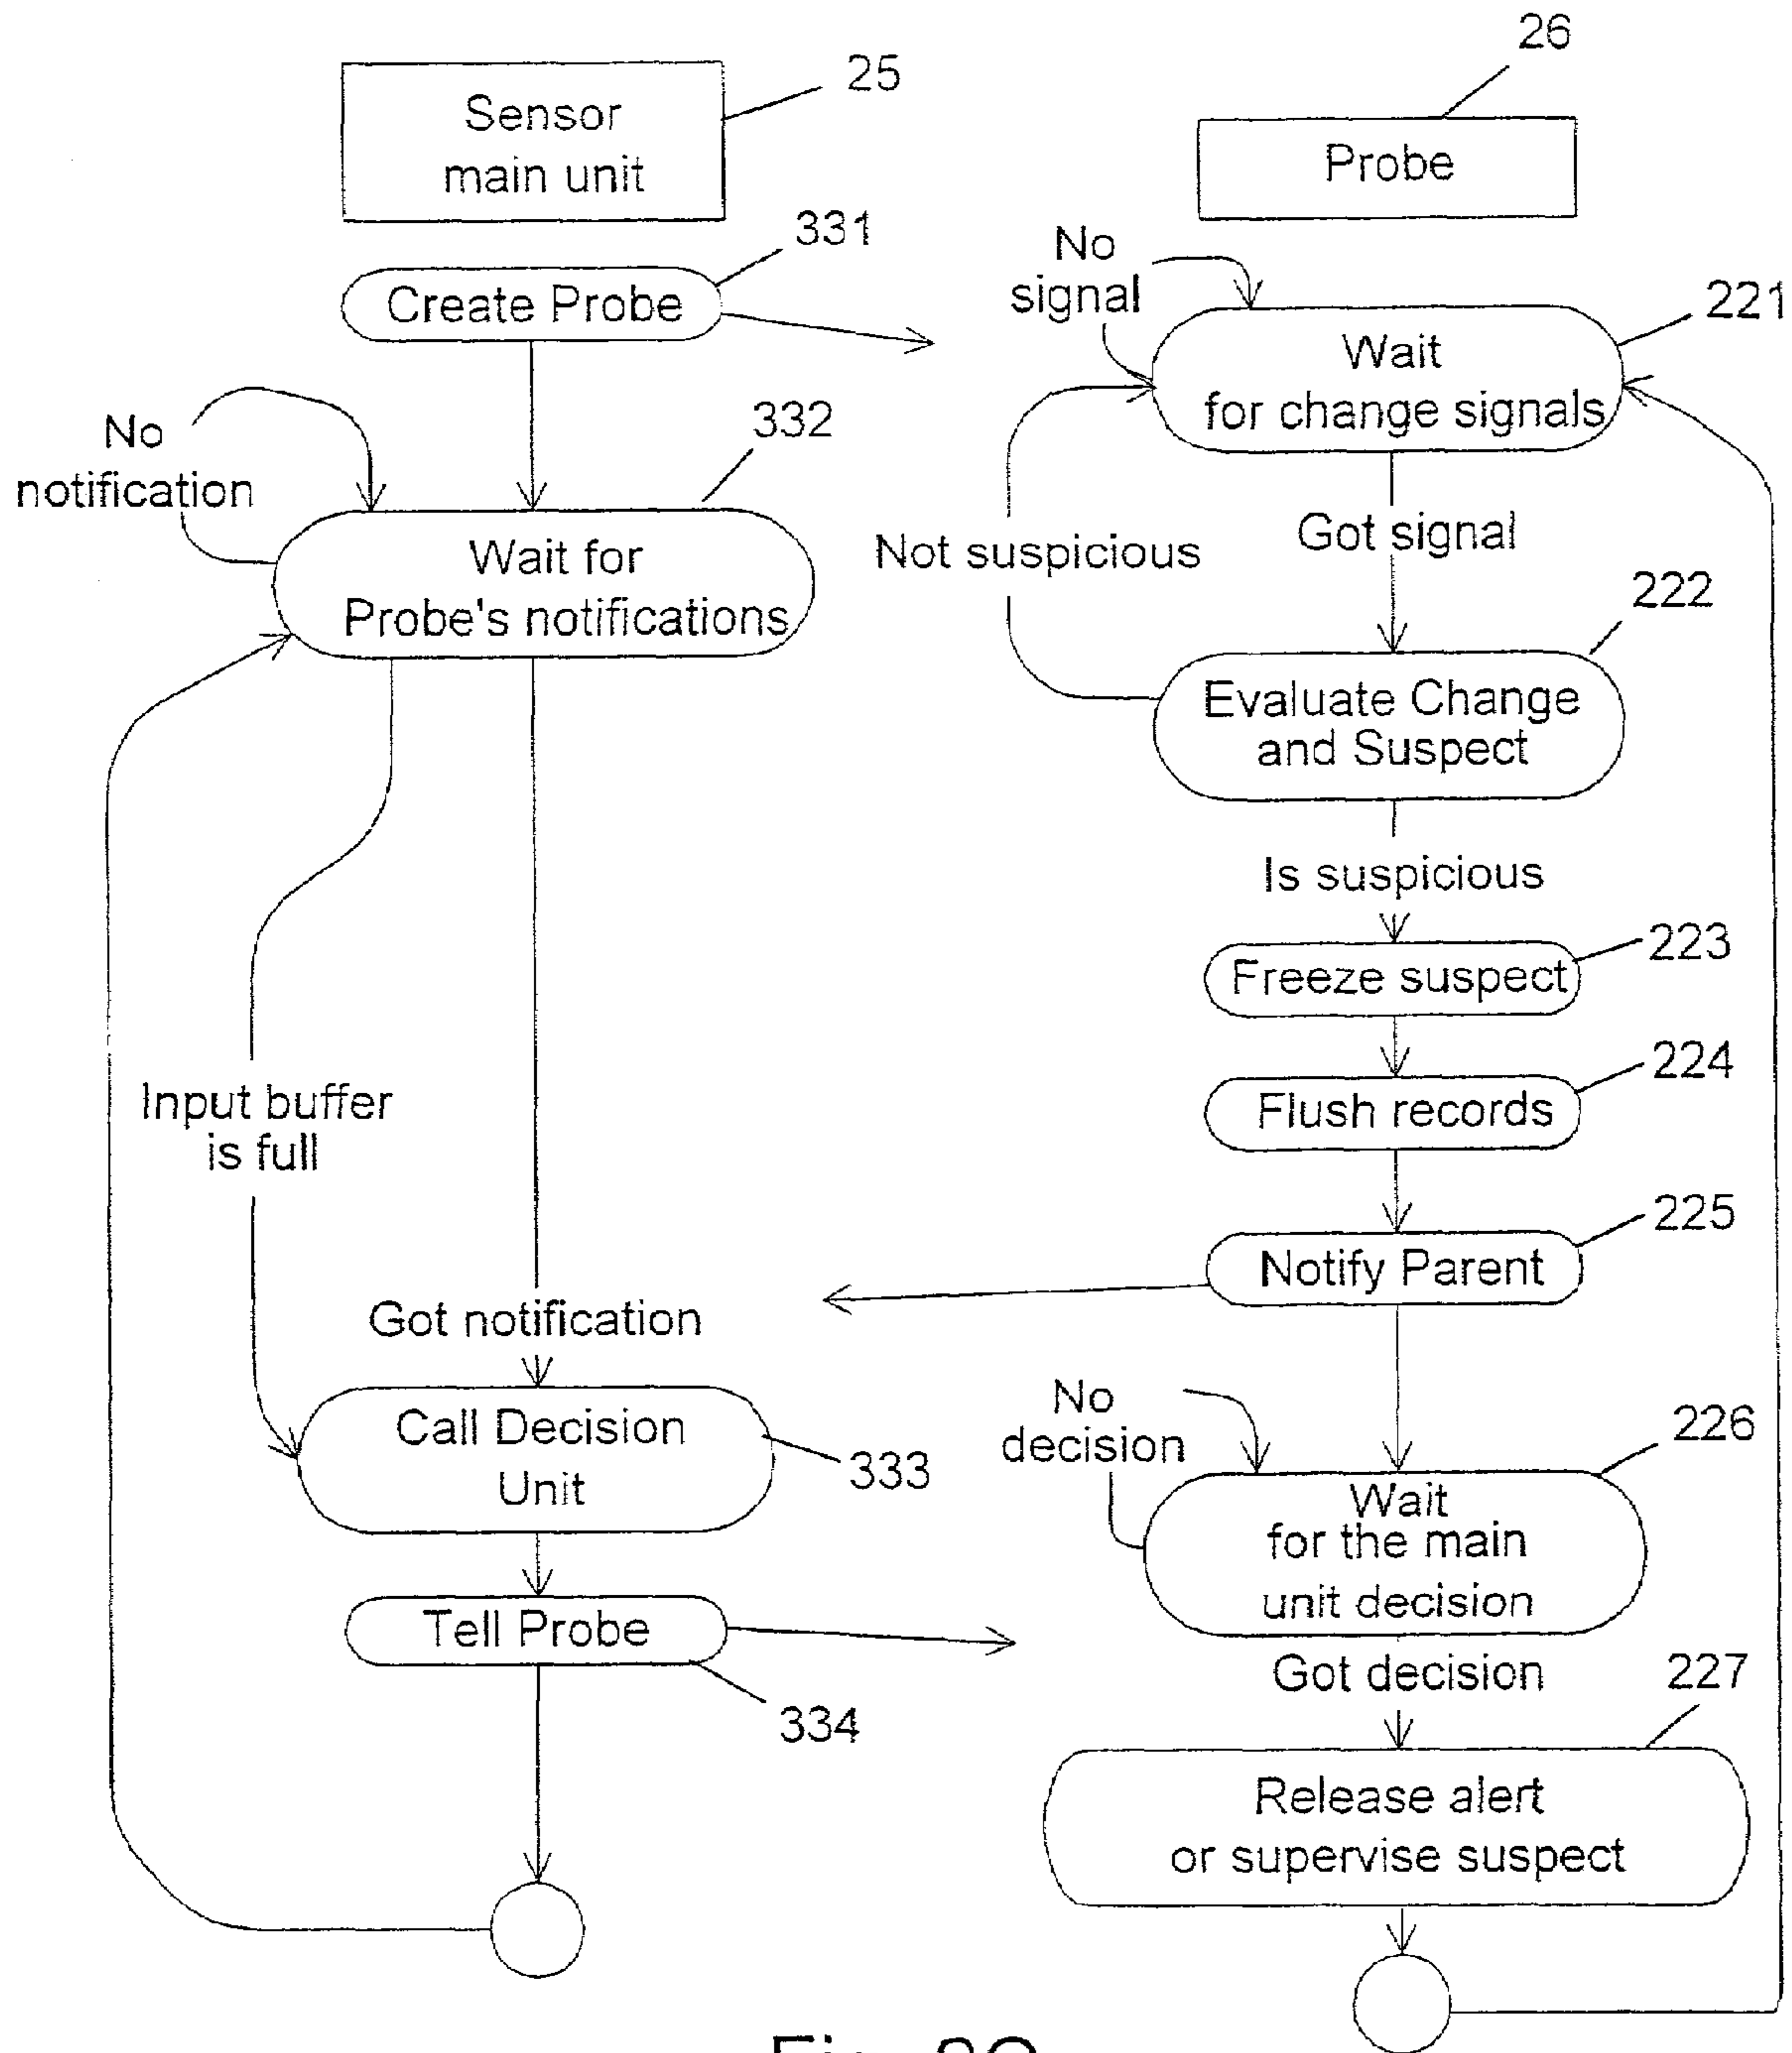 26
25
Sensor
main unit
Probe
331
Create Probe
No
signal
221
Wait
for change signals
No
notification
332
Wait for
Probe's notifications
Not suspicious
Got signal
222
Evaluate Change
and Suspect
Is suspicious
223
Freeze suspect
224
Flush records
Input buffer
is full
225
Notify Parent
Got notification
Call Decision
Unit
333
No
decision
226
Wait
for the main
unit decision
Tell Probe
334
Got decision
227
Release alert
or supervise suspect